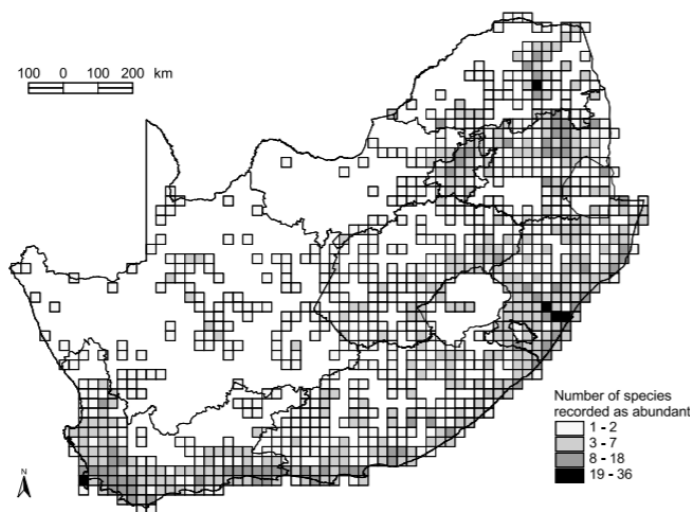 100 0 100 200 km
Number of species
recorded as abundant
1 - 2
3 - 7
8 - 18
19 - 36
N